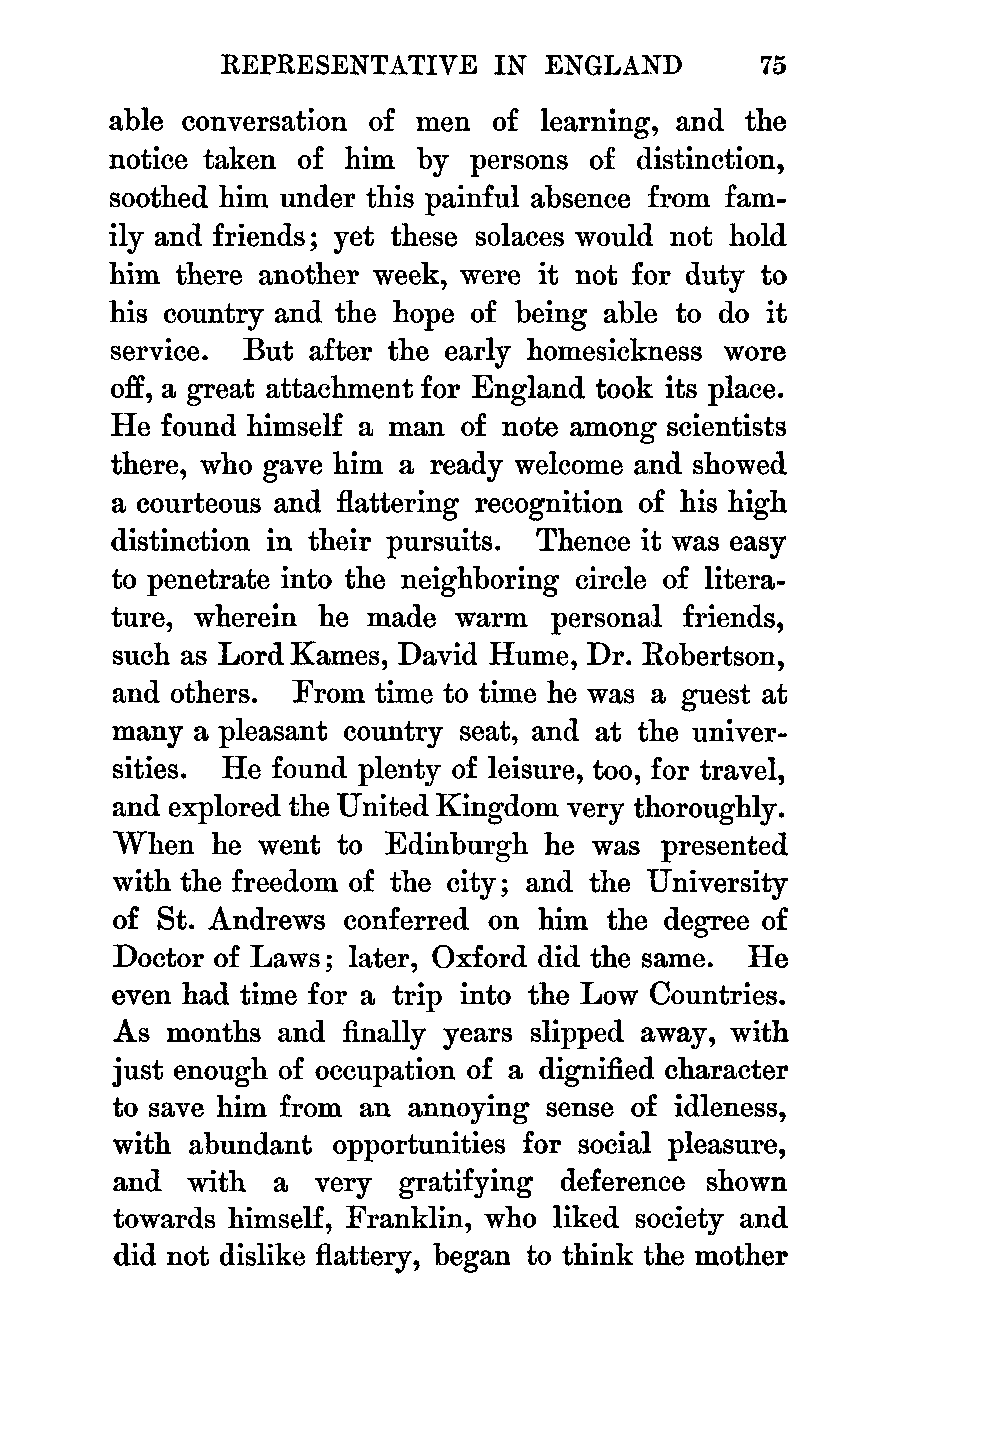 REPRESENTATIVE IN ENGLAND 75
able conversation of men of learning, and the
notice taken of him by persons of distinction,
soothed him under this painful absence from fam-
ily and friends; yet these solaces would not hold
him there another week, were it not for duty to
his country and the hope of being able to do it
service. But after the early homesickness wore
off, a great attachment for England took its place.
He found himself a man of note among scientists
there, who gave him a ready welcome and showed
a courteous and flattering recognition of his high
distinction in their pursuits. Thence it was easy
to penetrate into the neighboring circle of litera-
ture, wherein he made warm personal friends,
such as Lord Kames, David Hume, Dr. Robertson,
and others. From time to time he was a guest at
many a pleasant country seat, and at the univer-
sities. He found plenty of leisure, too, for travel,
and explored the United Kingdom very thoroughly.
When he went to Edinburgh he was presented
with the freedom of the city; and the University
of St. Andrews conferred on him the degree of
Doctor of Laws; later, Oxford did the same. He
even had time for a trip into the Low Countries.
As months and finally years slipped away, with
just enough of occupation of a dignified character
to save him from an annoying sense of idleness,
with abundant opportunities for social pleasure,
and with a very gratifying deference shown
towards himself, Franklin, who liked society and
did not dislike flattery, began to think the mother